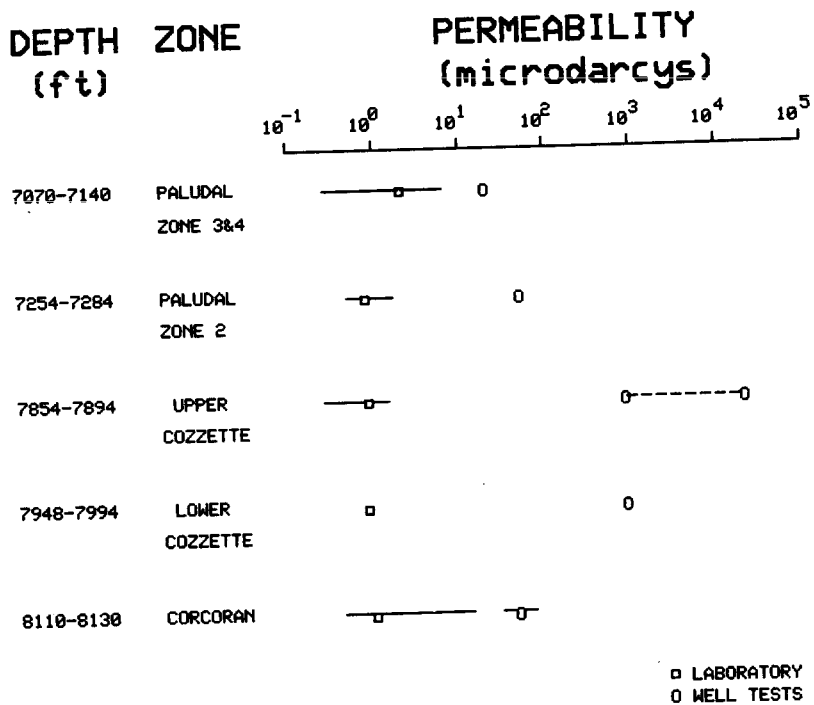 DEPTH ZONE PERMEABILITY
(ft) (microdarcys)
10^-1 10^0 10^1 10^2 10^3 10^4 10^5
7070-7140 PALUDAL
ZONE 3&4
7254-7284 PALUDAL
ZONE 2
7854-7894 UPPER
COZZETTE
7948-7994 LOWER
COZZETTE
8110-8130 CORCORAN
LABORATORY
WELL TESTS